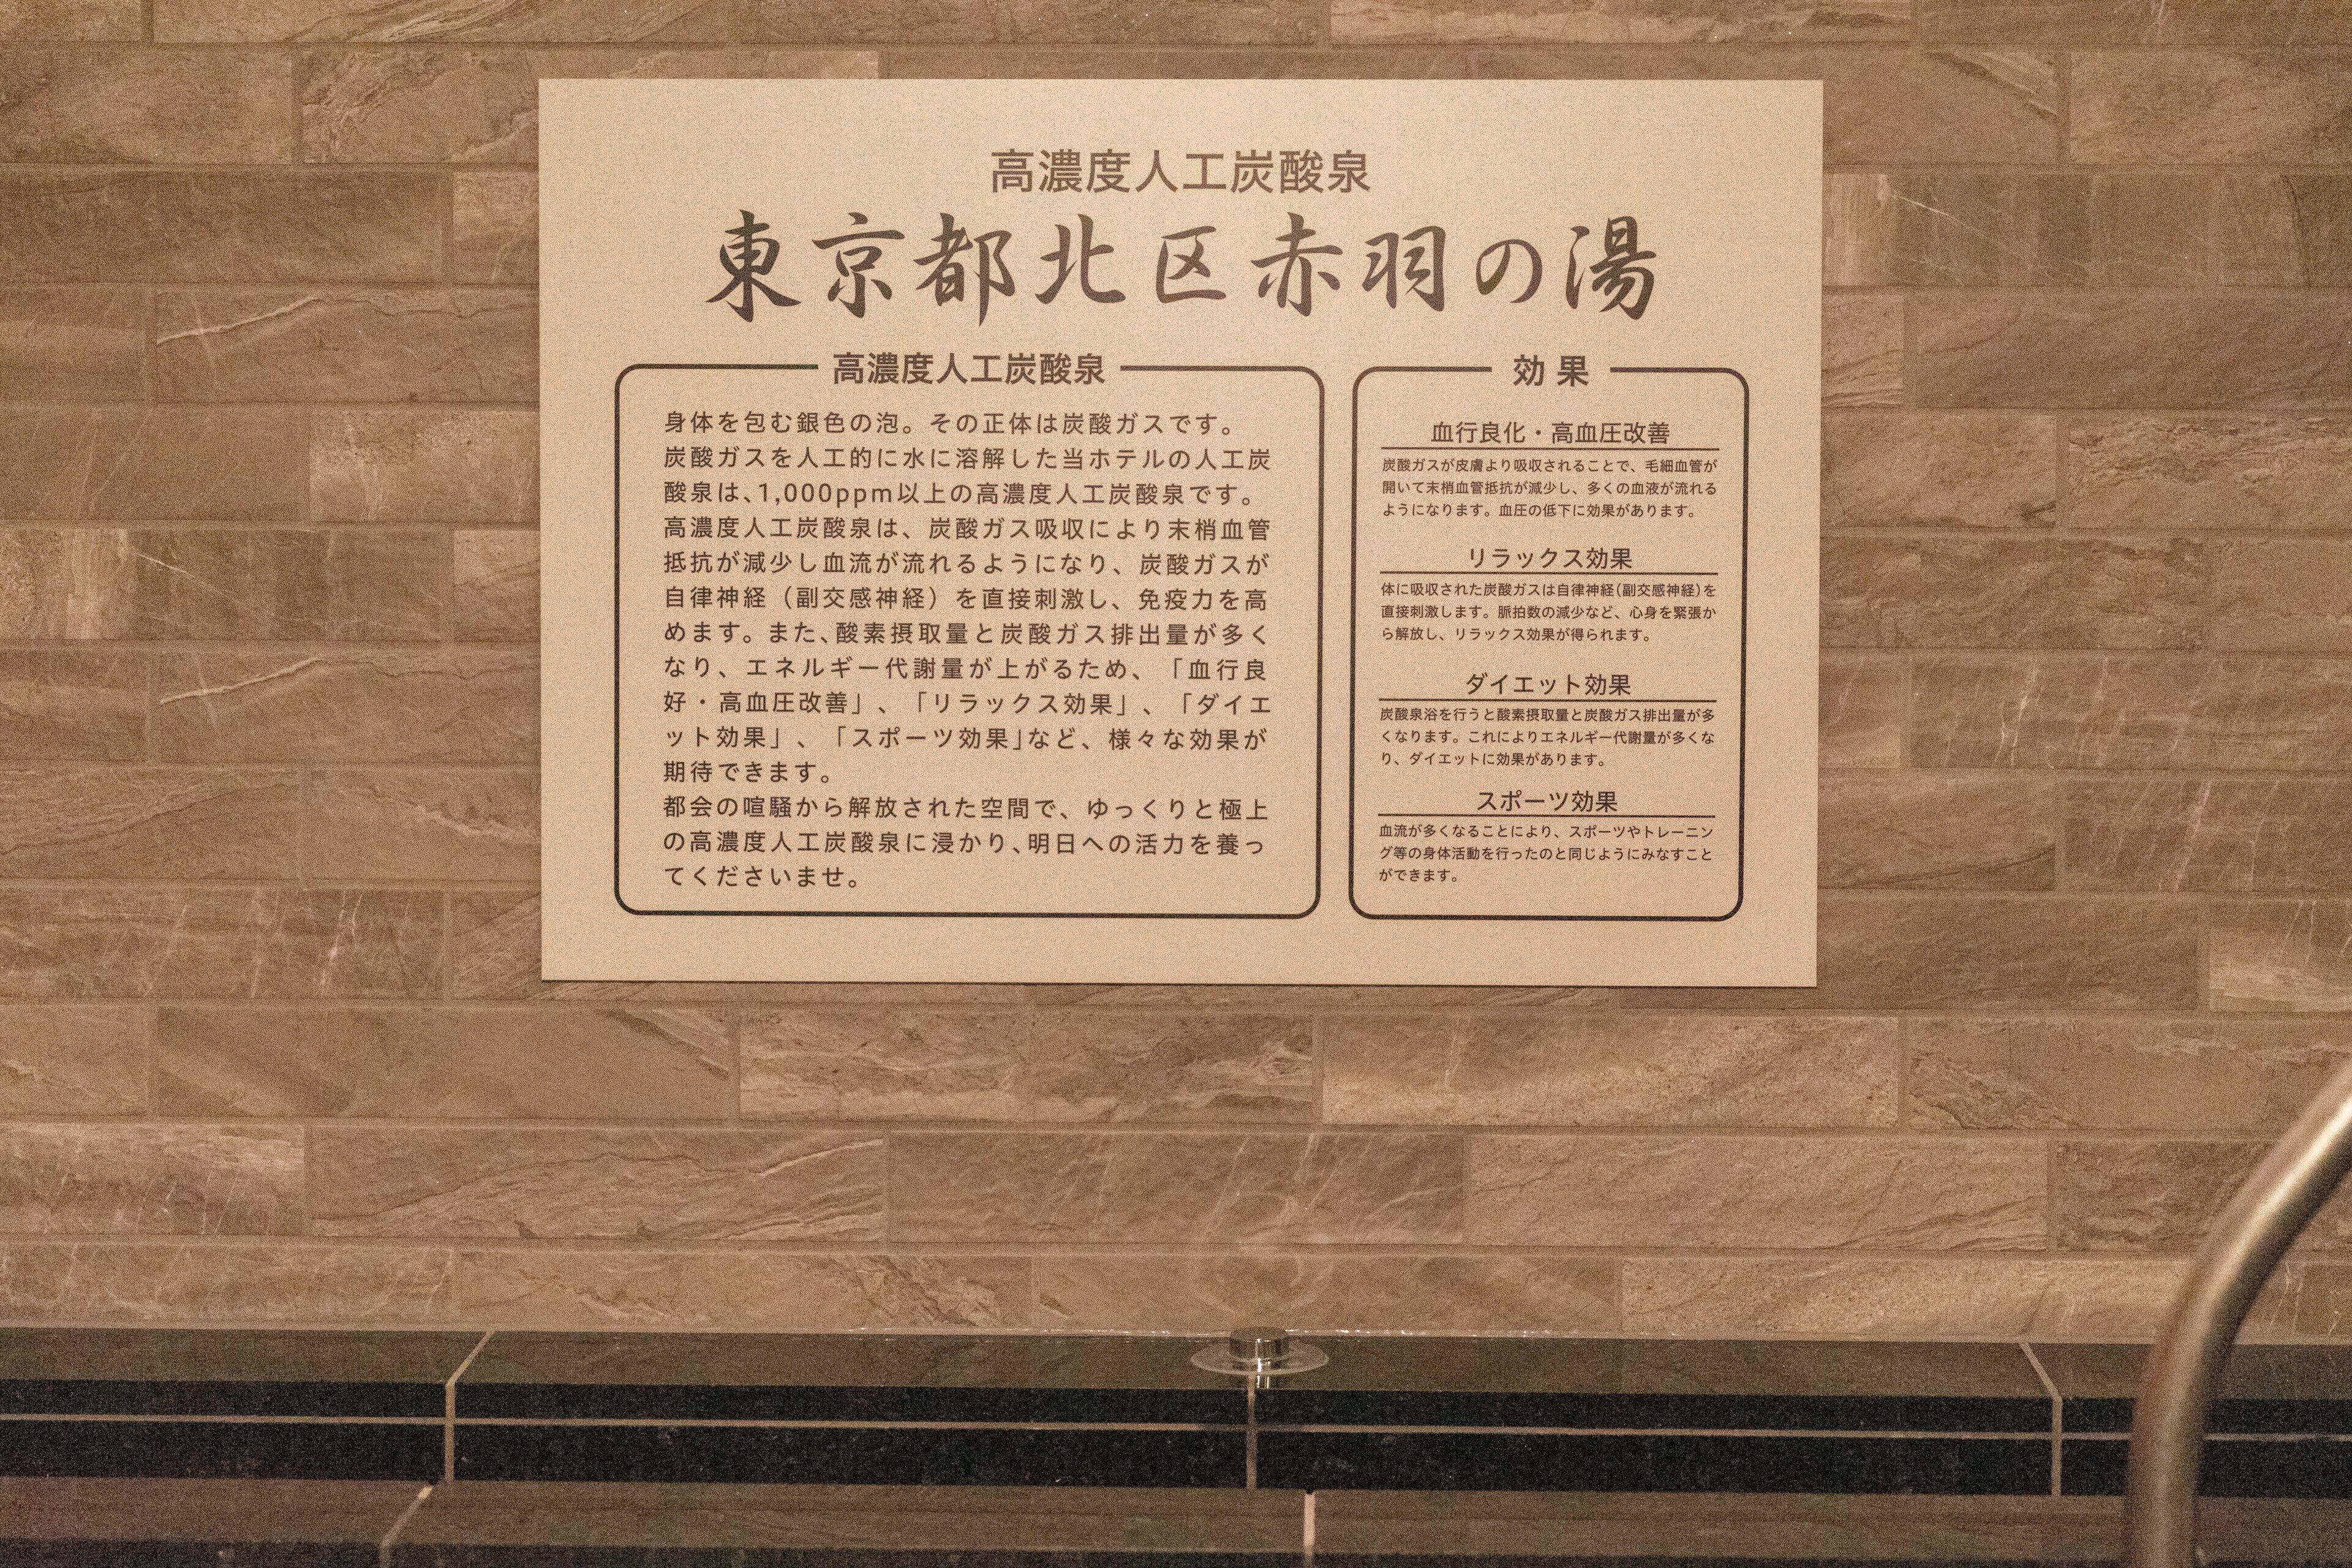 高濃度人工炭酸泉
東京都北区赤羽の湯
高濃度人工炭酸泉
身体を包む銀色の泡。その正体は炭酸ガスです。
炭酸ガスを人工的に水に溶解した当ホテルの人工炭
酸泉は、1,000ppm以上の高濃度人工炭酸泉です。
高濃度人工炭酸泉は、炭酸ガス吸収により末梢血管
抵抗が減少し血流が流れるようになり、炭酸ガスが
自律神経（副交感神経）を直接刺激し、免疫力を高
めます。また、酸素摂取量と炭酸ガス排出量が多く
なり、エネルギー代謝量が上がるため、「血行良
好・高血圧改善」、「リラックス効果」、「ダイエ
ット効果」、「スポーツ効果」など、様々な効果が
期待できます。
都会の喧騒から解放された空間で、ゆっくりと極上
の高濃度人工炭酸泉に浸かり、明日への活力を養っ
てくださいませ。
効果
血行良化・高血圧改善
炭酸ガスが皮膚より吸収されることで、毛細血管が
開いて末梢血管抵抗が減少し、多くの血液が流れる
ようになります。血圧の低下に効果があります。
リラックス効果
体に吸収された炭酸ガスは自律神経（副交感神経）を
直接刺激します。脈拍数の減少など、心身を緊張か
ら解放し、リラックス効果が得られます。
ダイエット効果
炭酸泉浴を行うと酸素摂取量と炭酸ガス排出量が多
くなります。これによりエネルギー代謝量が多くな
り、ダイエットに効果があります。
スポーツ効果
血流が多くなることにより、スポーツやトレーニン
グ等の身体活動を行ったのと同じようにみなすこと
ができます。